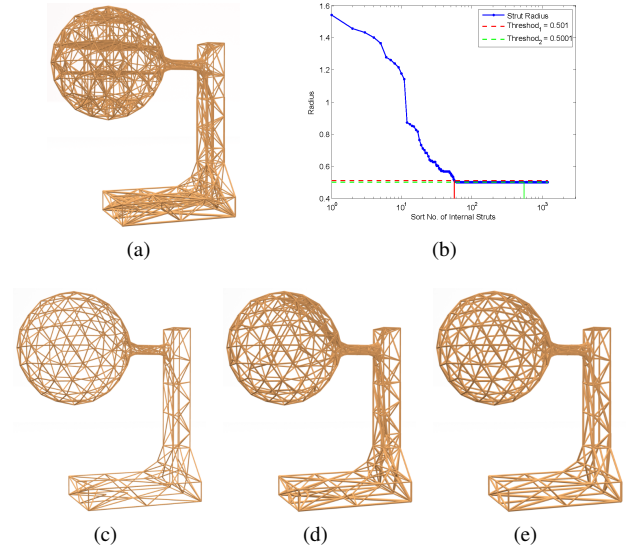 1.6
1.4
1.2
1
0.8
0.6
0.4
Radius
Strut Radius
Threshod1 = 0.501
Threshod2 = 0.5001
10^0
10^1
10^2
10^3
Sort No. of Internal Struts
(a)
(b)
(c)
(d)
(e)